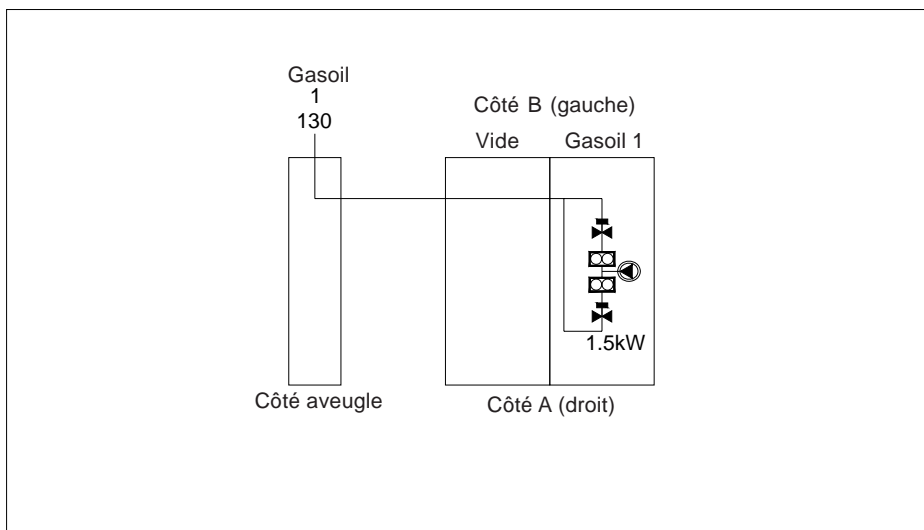 Gasoil
1
130
Côté B (gauche)
Vide
Gasoil 1
1.5kW
Côté aveugle
Côté A (droit)